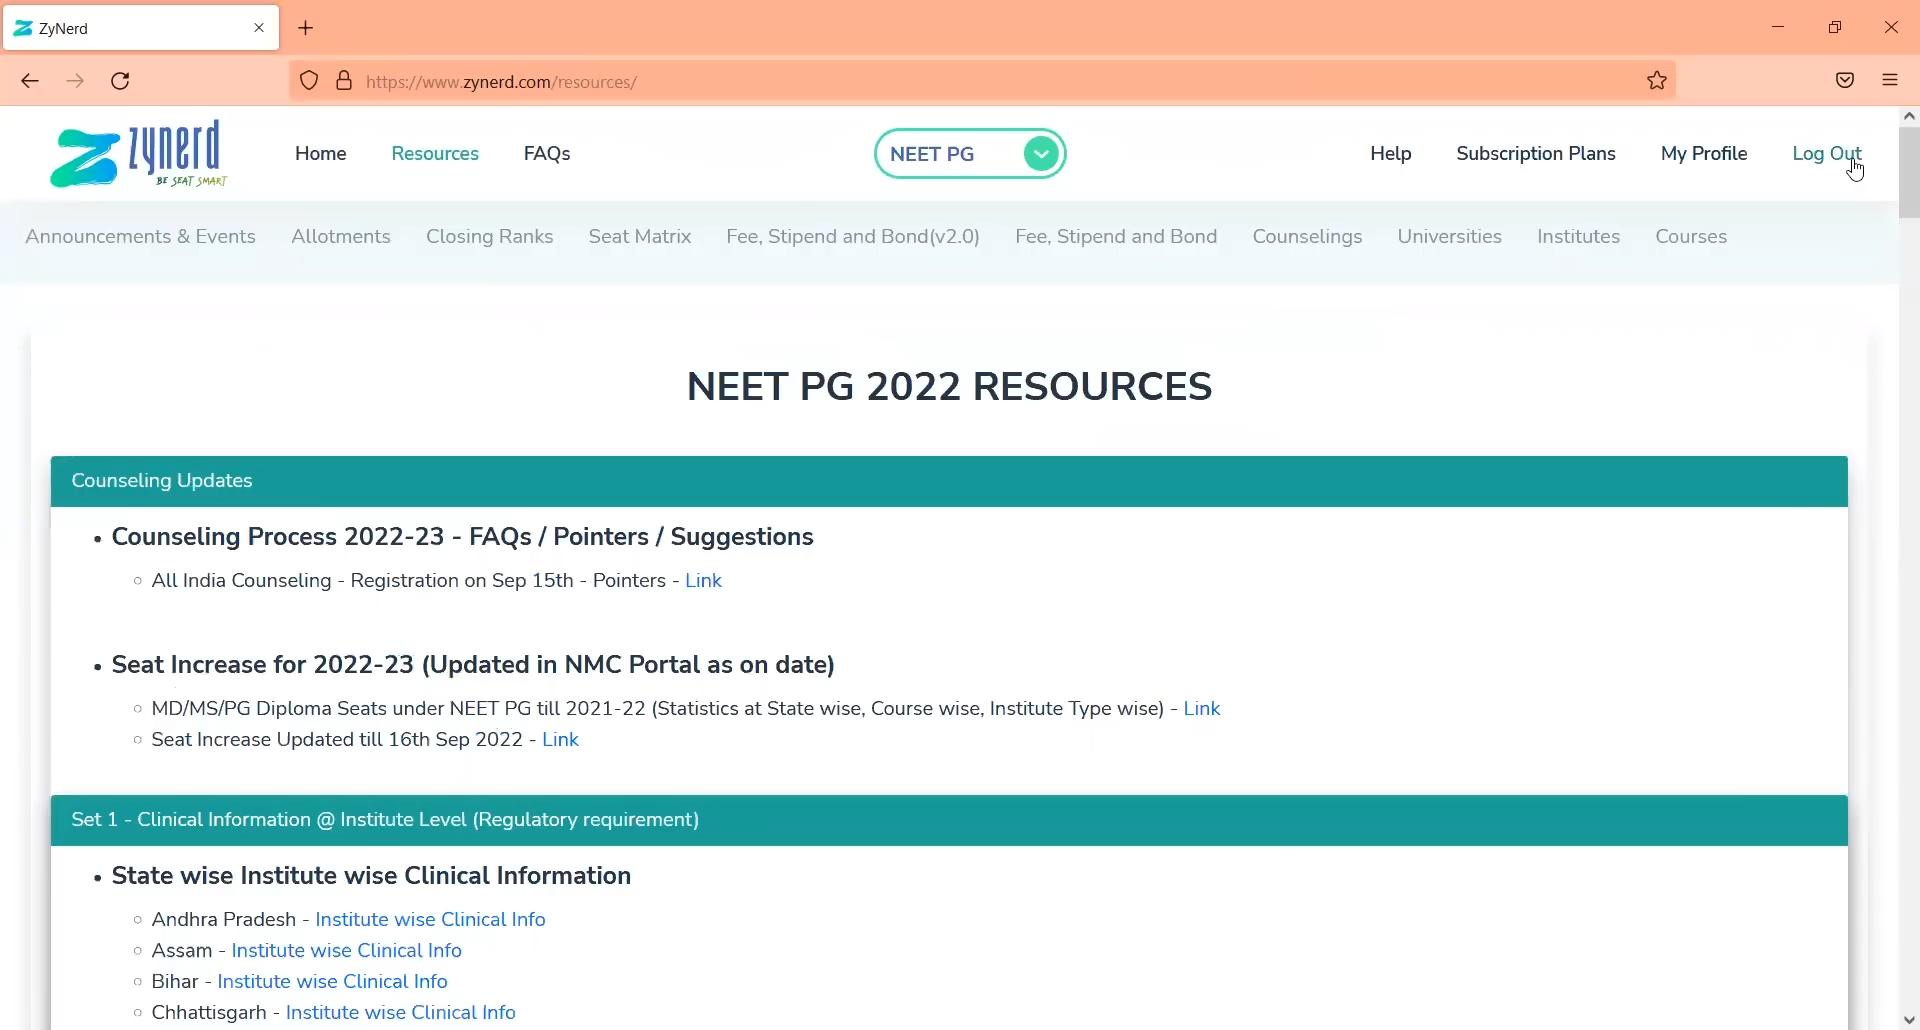 ZyNerd
https://www.zynerd.com/resources/
zynerd
BE SEAT SMART
Home
Resources
FAQs
NEET PG
Help
Subscription Plans
My Profile
Log Out
Announcements & Events
Allotments
Closing Ranks
Seat Matrix
Fee, Stipend and Bond(v2.0)
Fee, Stipend and Bond
Counselings
Universities
Institutes
Courses
NEET PG 2022 RESOURCES
Counseling Updates
Counseling Process 2022-23 - FAQs / Pointers / Suggestions
All India Counseling - Registration on Sep 15th - Pointers - Link
Seat Increase for 2022-23 (Updated in NMC Portal as on date)
MD/MS/PG Diploma Seats under NEET PG till 2021-22 (Statistics at State wise, Course wise, Institute Type wise) - Link
Seat Increase Updated till 16th Sep 2022 - Link
Set 1 - Clinical Information @ Institute Level (Regulatory requirement)
State wise Institute wise Clinical Information
Andhra Pradesh - Institute wise Clinical Info
Assam - Institute wise Clinical Info
Bihar - Institute wise Clinical Info
Chhattisgarh - Institute wise Clinical Info